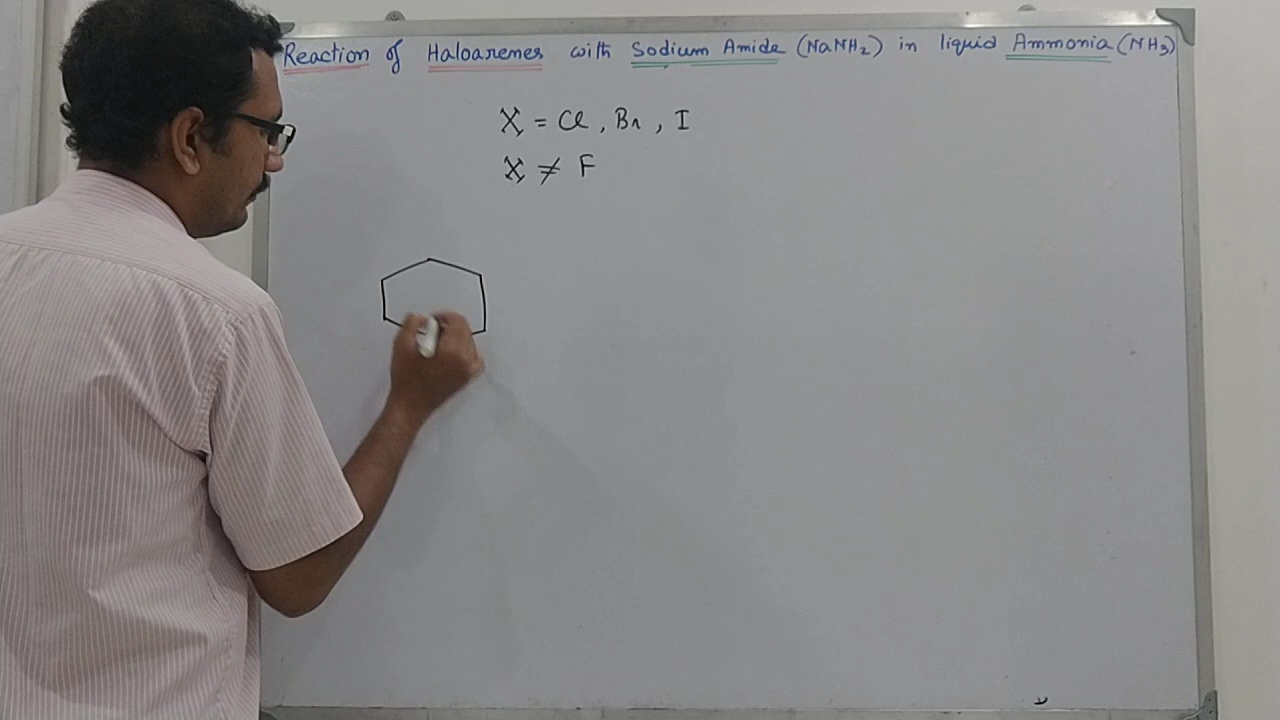 Reaction of Haloarenes with Sodium Amide (NaNH₂) in liquid Ammonia (NH₃)
X = Cl, Br, I
X ≠ F